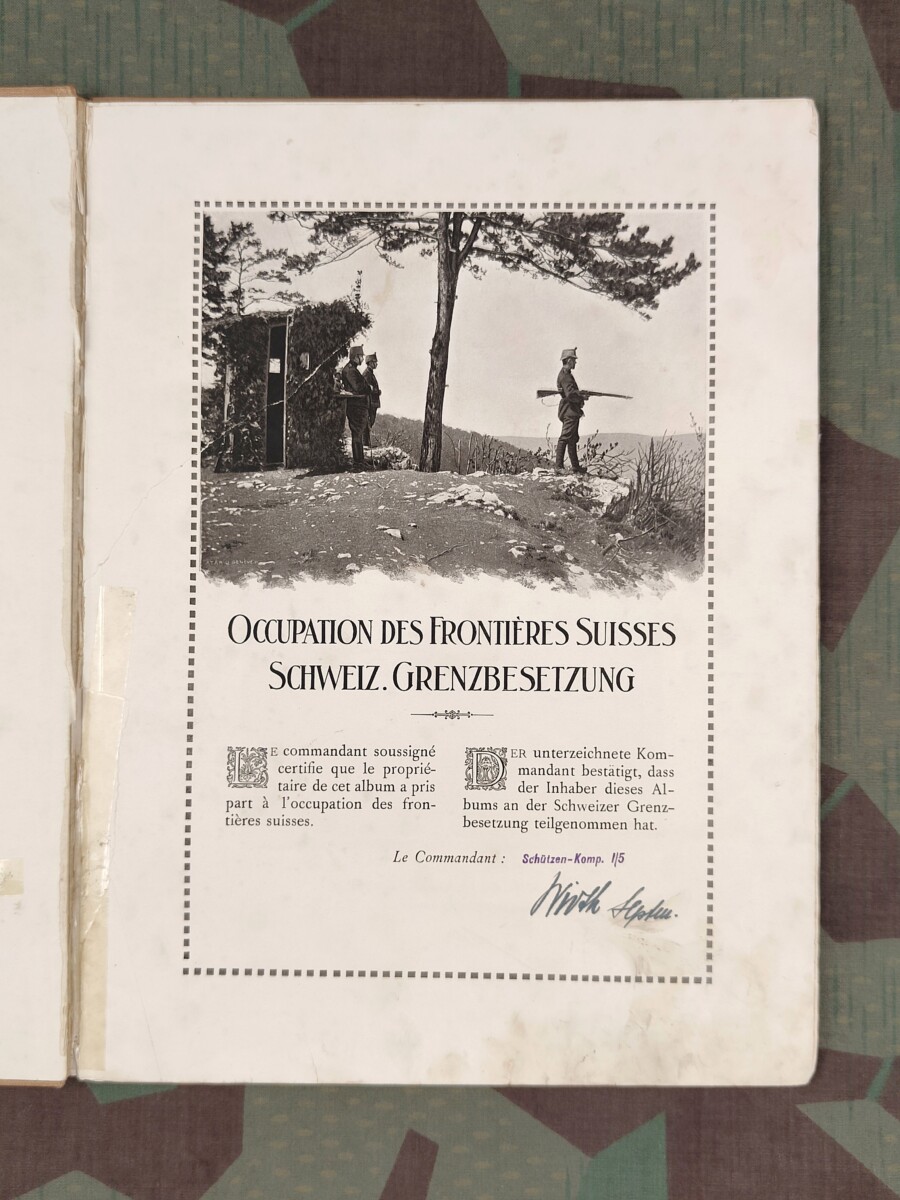 OCCUPATION DES FRONTIÈRES SUISSES
SCHWEIZ. GRENZBESETZUNG
LE commandant soussigné
certifie que le proprié-
taire de cet album a pris
part à l'occupation des fron-
tières suisses.
DER unterzeichnete Kom-
mandant bestätigt, dass
der Inhaber dieses Al-
bums an der Schweizer Grenz-
besetzung teilgenommen hat.
Le Commandant : Schützen-Komp. I/5
Wirth Hptm.